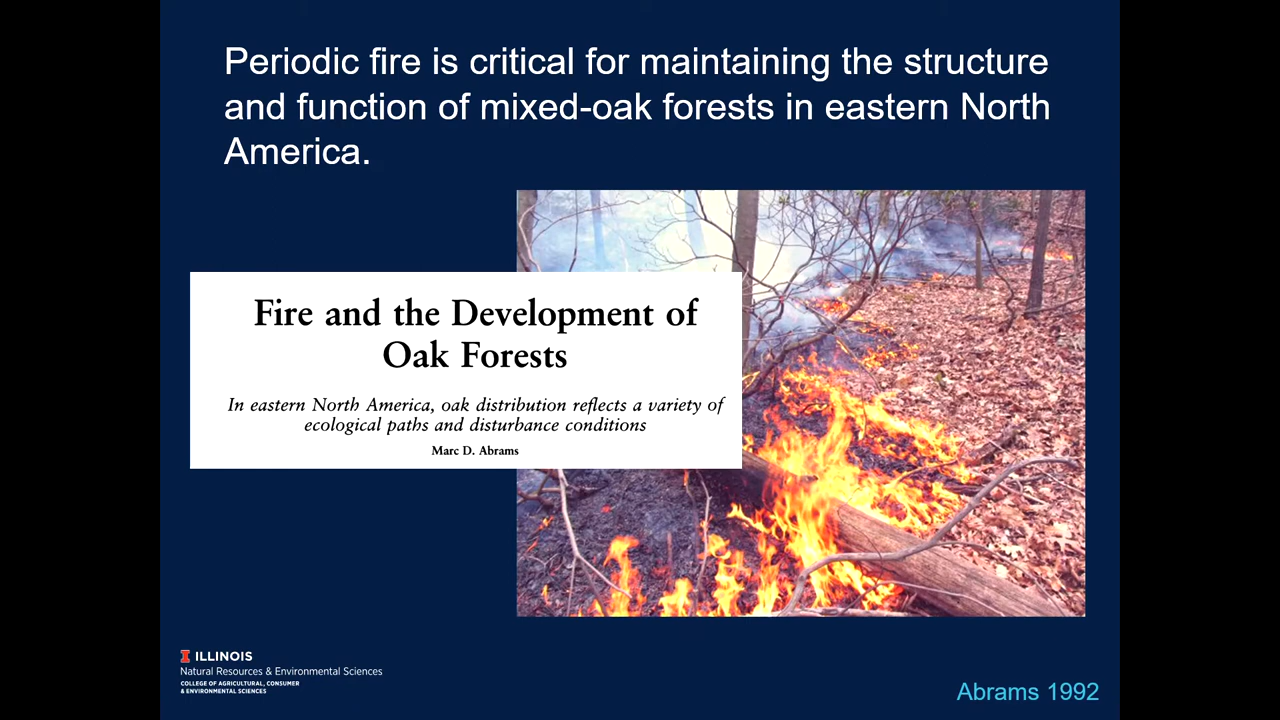 Periodic fire is critical for maintaining the structure
and function of mixed-oak forests in eastern North
America.
Fire and the Development of
Oak Forests
In eastern North America, oak distribution reflects a variety of
ecological paths and disturbance conditions
Marc D. Abrams
I ILLINOIS
Natural Resources & Environmental Sciences
COLLEGE OF AGRICULTURAL, CONSUMER
& ENVIRONMENTAL SCIENCES
Abrams 1992